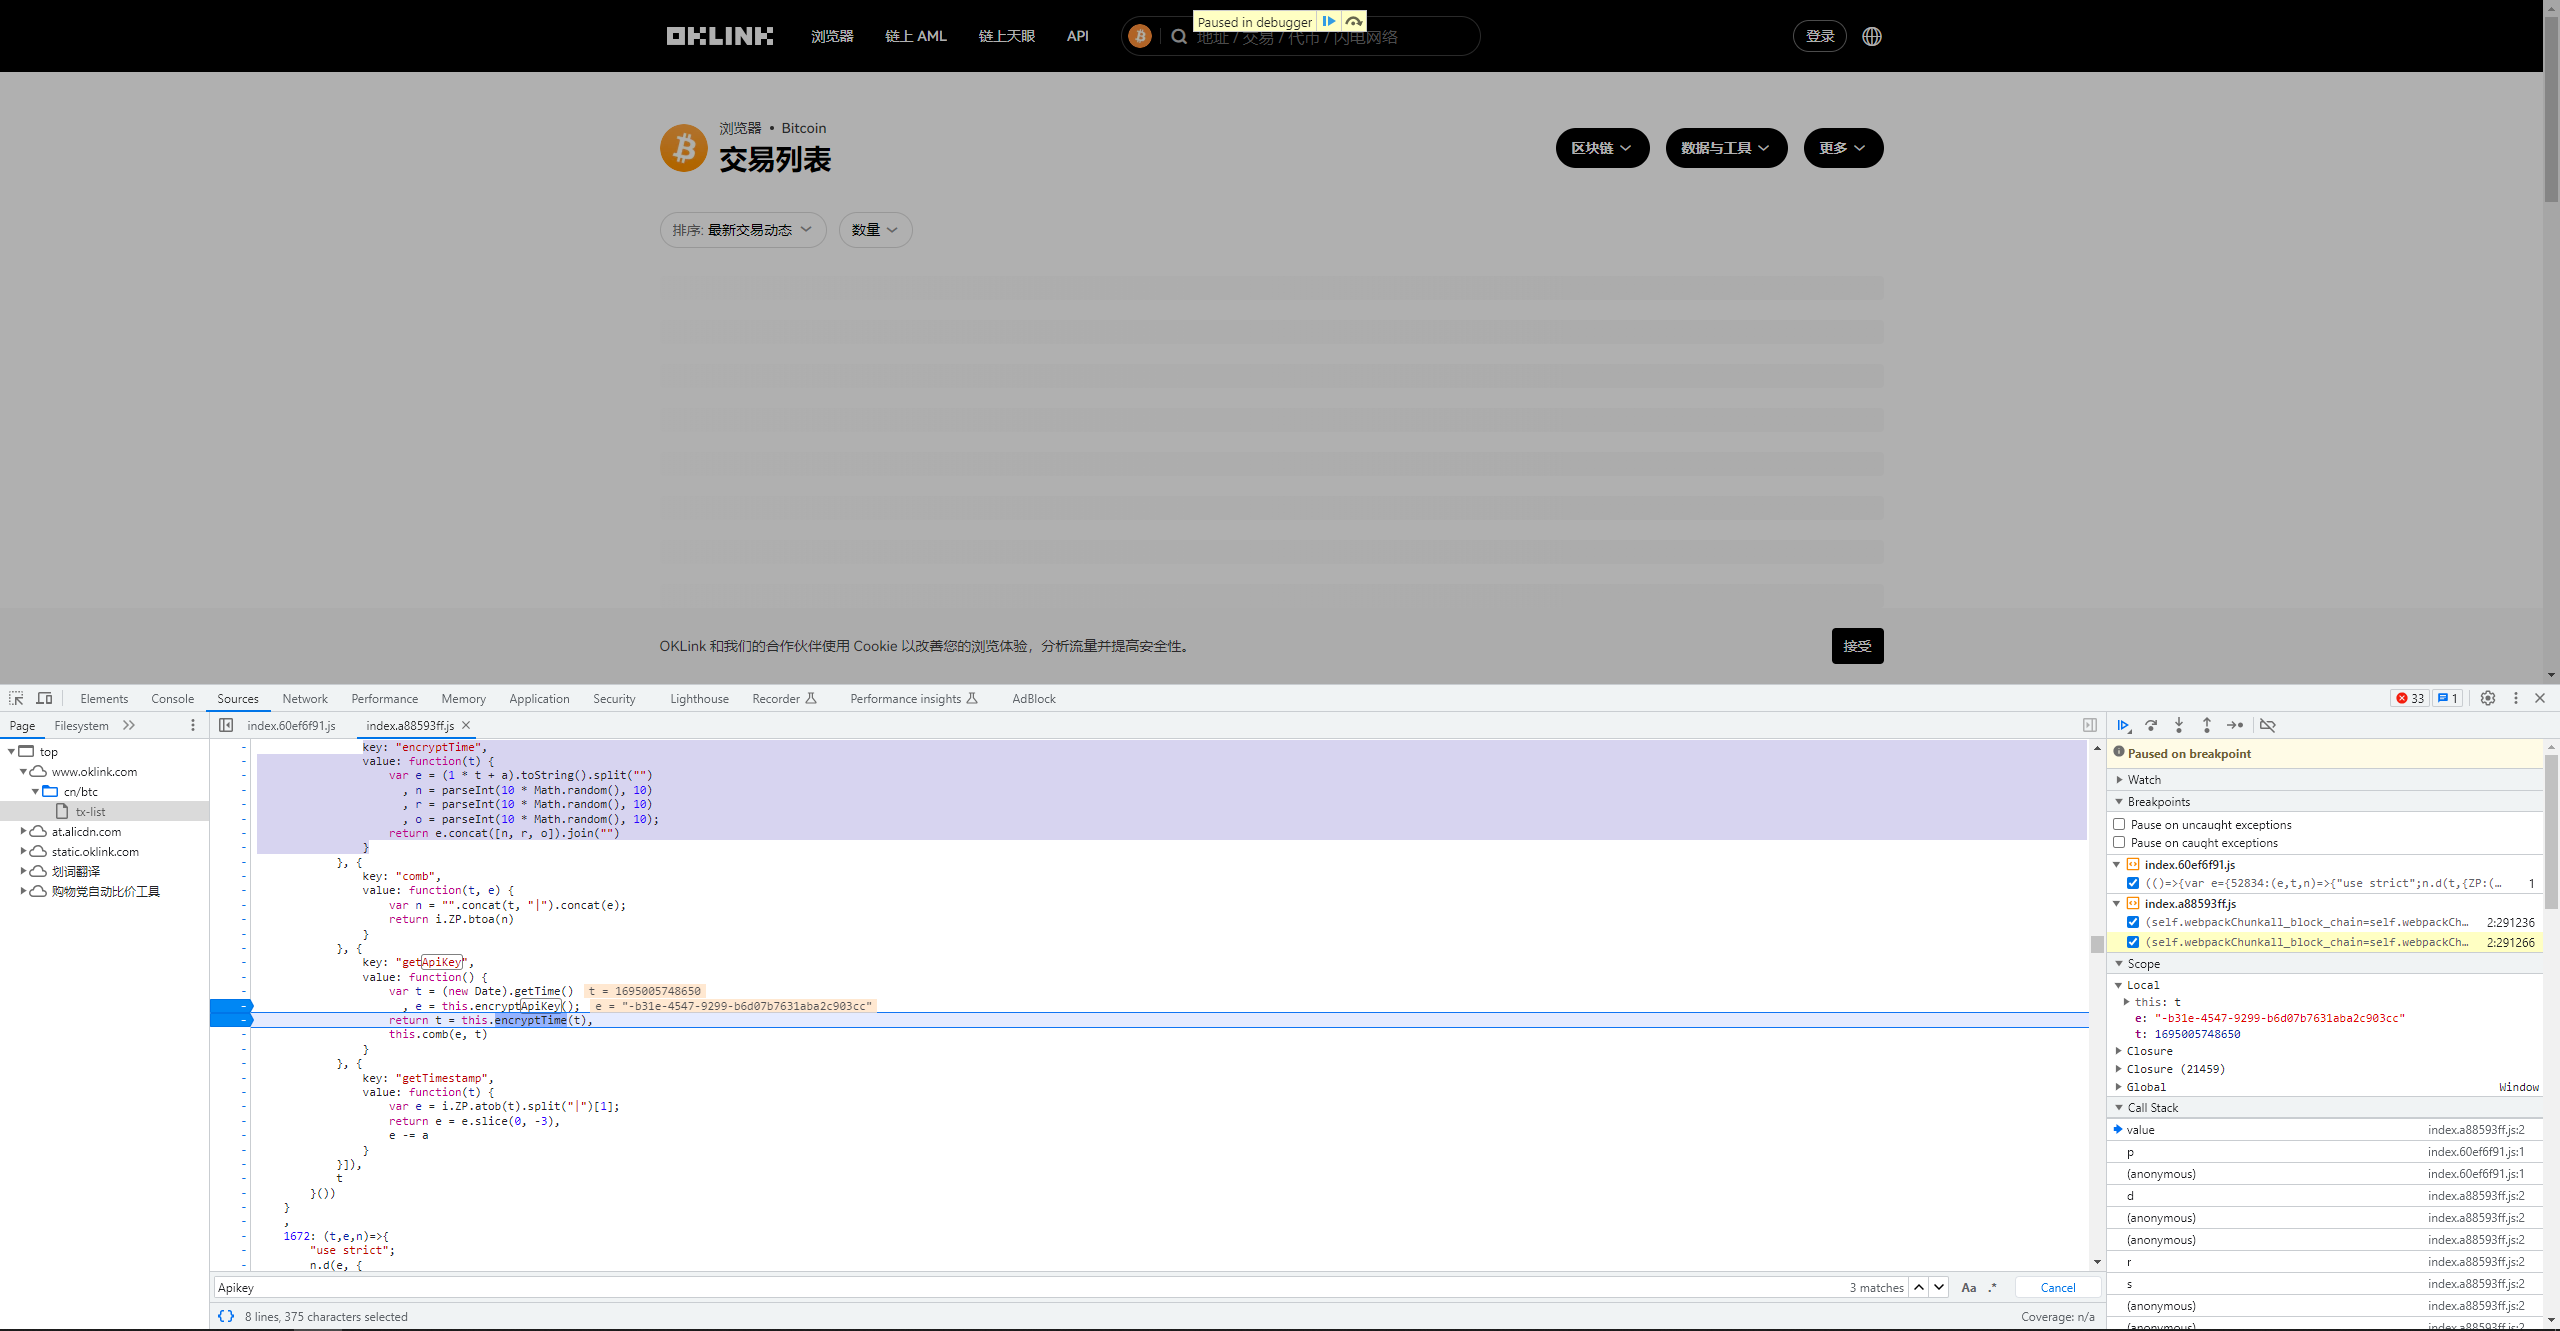 OKLINK 浏览器 链上 AML 链上天眼 API 地址 / 交易 / 代币 / 闪电网络 登录
Paused in debugger
浏览器 • Bitcoin
交易列表
区块链 数据与工具 更多
排序: 最新交易动态 数量
OKLink 和我们的合作伙伴使用 Cookie 以改善您的浏览体验，分析流量并提高安全性。 接受
Elements Console Sources Network Performance Memory Application Security Lighthouse Recorder Performance insights AdBlock 33 1
Page Filesystem
top
www.oklink.com
cn/btc
tx-list
at.alicdn.com
static.oklink.com
划词翻译
购物党自动比价工具
index.60ef6f91.js index.a88593ff.js
key: "encryptTime",
value: function(t) {
var e = (1 * t + a).toString().split("")
, n = parseInt(10 * Math.random(), 10)
, r = parseInt(10 * Math.random(), 10)
, o = parseInt(10 * Math.random(), 10);
return e.concat([n, r, o]).join("")
}
}, {
key: "comb",
value: function(t, e) {
var n = "".concat(t, "|").concat(e);
return i.ZP.btoa(n)
}
}, {
key: "getApiKey",
value: function() {
var t = (new Date).getTime() t = 1695005748650
, e = this.encryptApiKey(); e = "-b31e-4547-9299-b6d07b7631aba2c903cc"
return t = this.encryptTime(t),
this.comb(e, t)
}
}, {
key: "getTimestamp",
value: function(t) {
var e = i.ZP.atob(t).split("|")[1];
return e = e.slice(0, -3),
e -= a
}
}]),
t
}())
}
,
1672: (t,e,n)=>{
"use strict";
n.d(e, {
Apikey 3 matches Aa .* Cancel
{} 8 lines, 375 characters selected Coverage: n/a
Paused on breakpoint
Watch
Breakpoints
Pause on uncaught exceptions
Pause on caught exceptions
index.60ef6f91.js
(()=>{var e={52834:(e,t,n)=>{"use strict";n.d(t,{ZP:(… 1
index.a88593ff.js
(self.webpackChunkall_block_chain=self.webpackCh… 2:291236
(self.webpackChunkall_block_chain=self.webpackCh… 2:291266
Scope
Local
this: t
e: "-b31e-4547-9299-b6d07b7631aba2c903cc"
t: 1695005748650
Closure
Closure (21459)
Global Window
Call Stack
value index.a88593ff.js:2
p index.60ef6f91.js:1
(anonymous) index.60ef6f91.js:1
d index.a88593ff.js:2
(anonymous) index.a88593ff.js:2
(anonymous) index.a88593ff.js:2
r index.a88593ff.js:2
s index.a88593ff.js:2
(anonymous) index.a88593ff.js:2
(anonymous) index.a88593ff.js:2